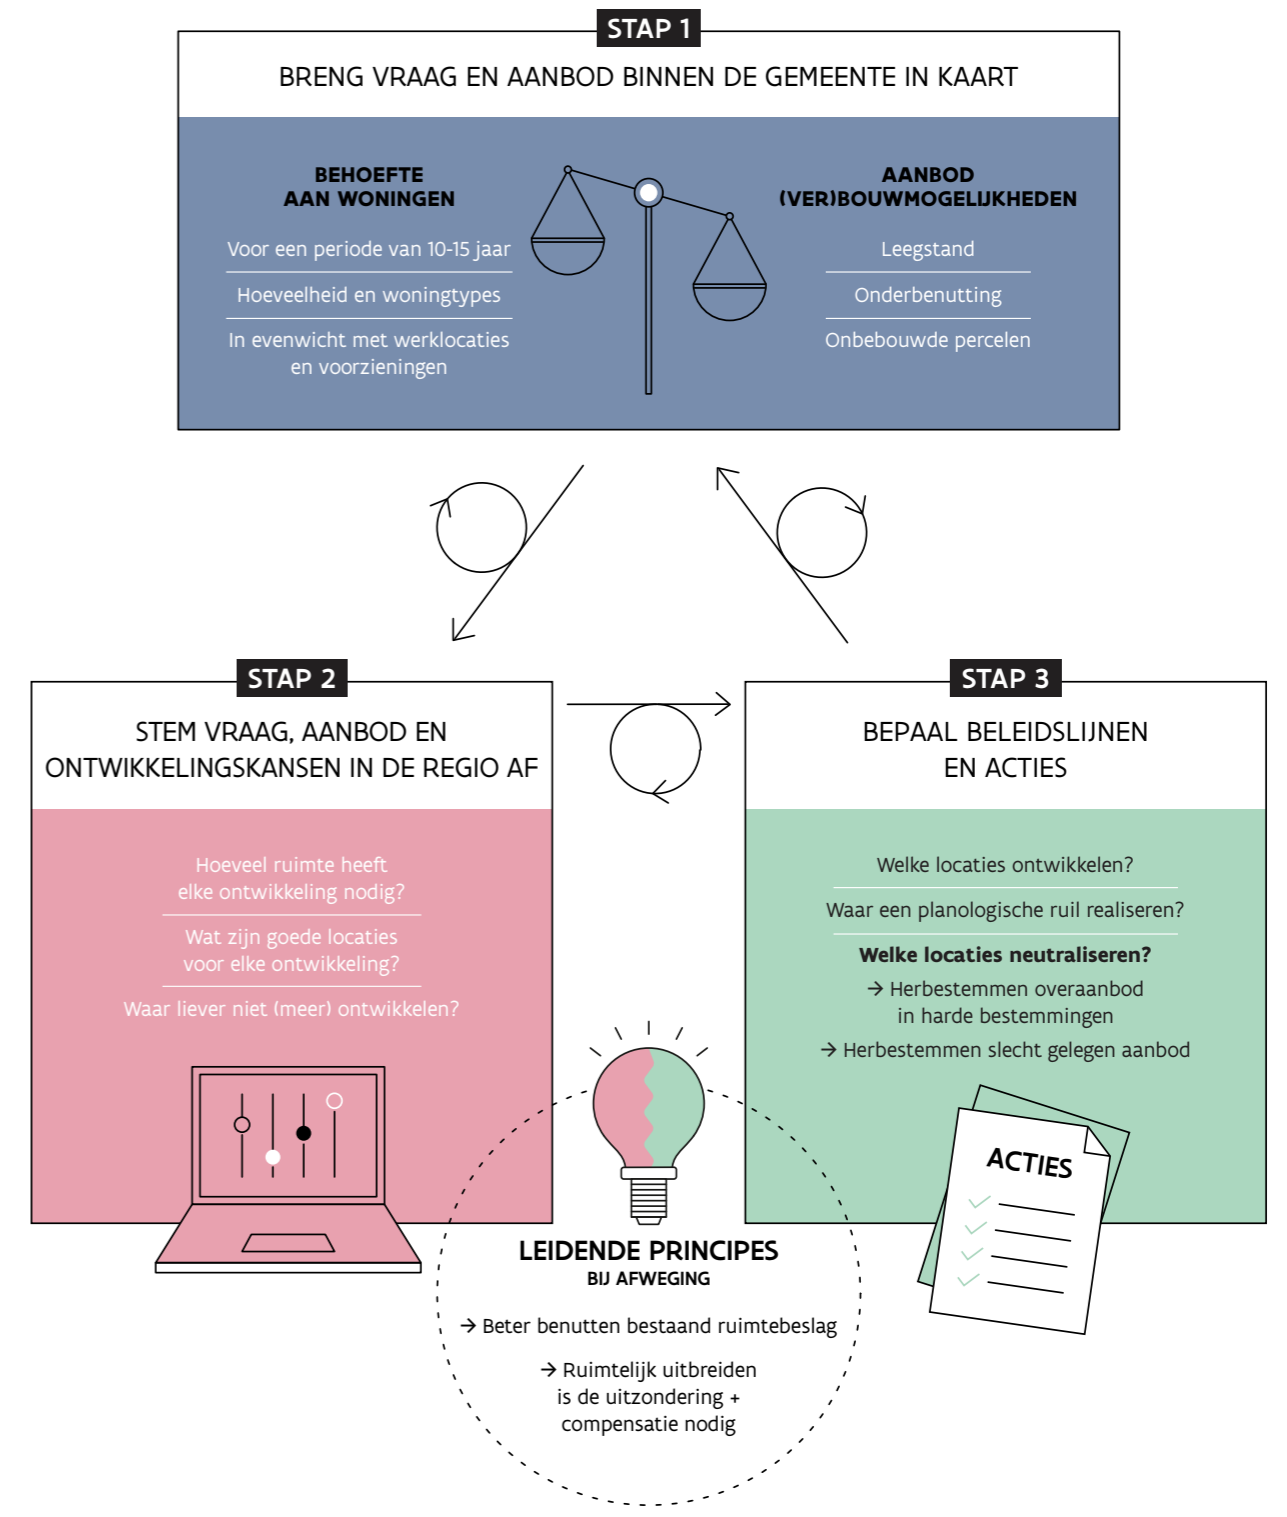 STAP 1
BRENG VRAAG EN AANBOD BINNEN DE GEMEENTE IN KAART
BEHOEFTE
AAN WONINGEN
Voor een periode van 10-15 jaar
Hoeveelheid en woningtypes
In evenwicht met werklocaties
en voorzieningen
AANBOD
(VER)BOUWMOGELIJKHEDEN
Leegstand
Onderbenutting
Onbebouwde percelen
STAP 2
STEM VRAAG, AANBOD EN
ONTWIKKELINGSKANSEN IN DE REGIO AF
Hoeveel ruimte heeft
elke ontwikkeling nodig?
Wat zijn goede locaties
voor elke ontwikkeling?
Waar liever niet (meer) ontwikkelen?
STAP 3
BEPAAL BELEIDSLIJNEN
EN ACTIES
Welke locaties ontwikkelen?
Waar een planologische ruil realiseren?
Welke locaties neutraliseren?
→ Herbestemmen overaanbod
in harde bestemmingen
→ Herbestemmen slecht gelegen aanbod
ACTIES
LEIDENDE PRINCIPES
BIJ AFWEGING
→ Beter benutten bestaand ruimtebeslag
→ Ruimtelijk uitbreiden
is de uitzondering +
compensatie nodig